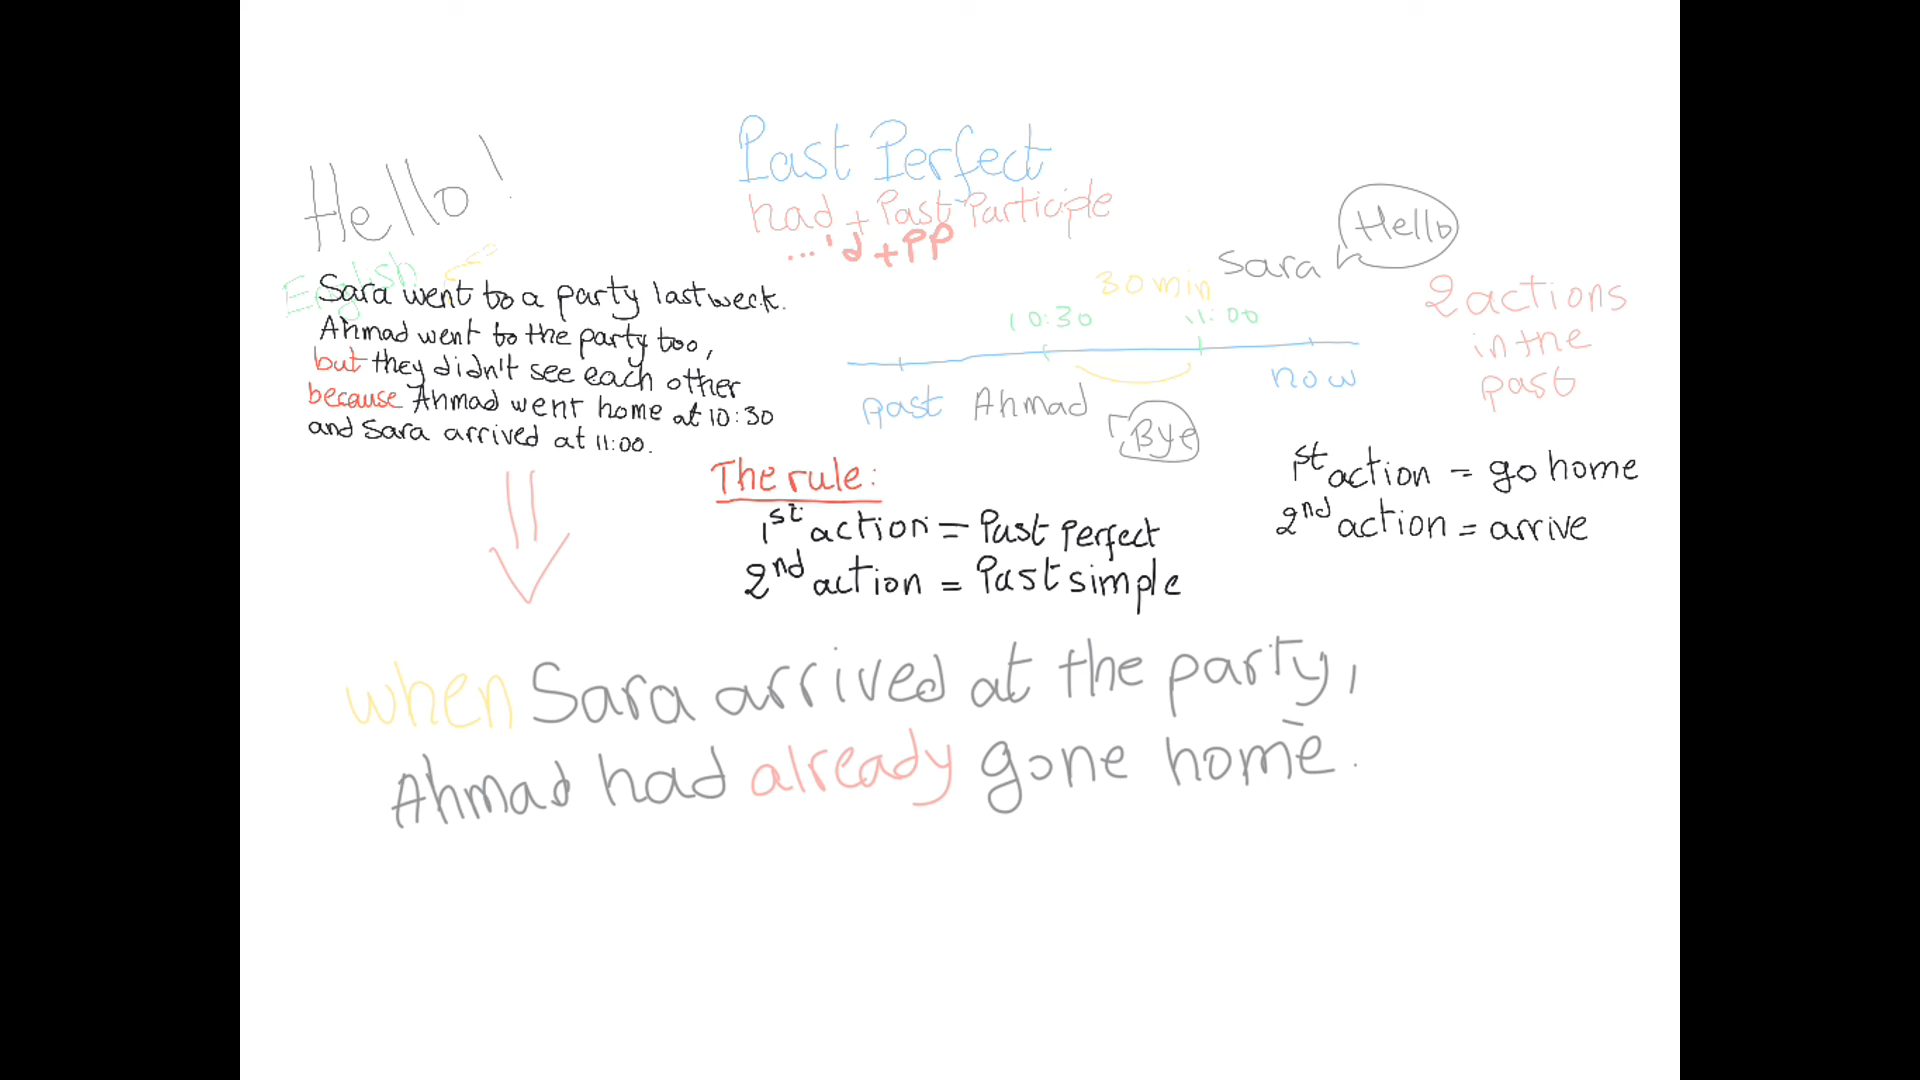 Hello!
English
Sara went to a party last week.
Ahmad went to the party too,
but they didn't see each other
because Ahmad went home at 10:30
and Sara arrived at 11:00.
Past Perfect
had + Past Participle
...'d + PP
Sara
Hello
30 min
10:30
11:00
past
Ahmad
Bye
now
2 actions
in the
past
1st action = go home
2nd action = arrive
The rule:
1st action = Past perfect
2nd action = Past simple
when Sara arrived at the party,
Ahmad had already gone home.